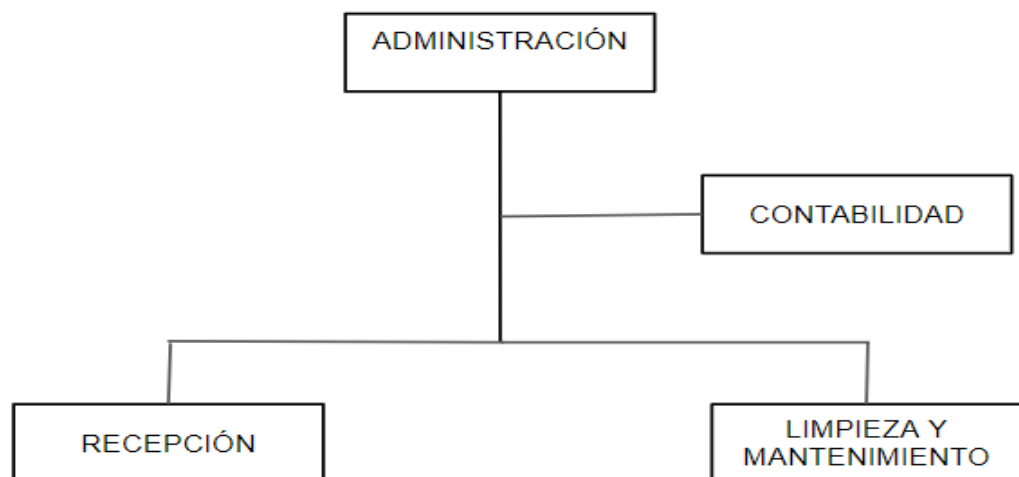 ADMINISTRACIÓN
CONTABILIDAD
RECEPCIÓN
LIMPIEZA Y
MANTENIMIENTO